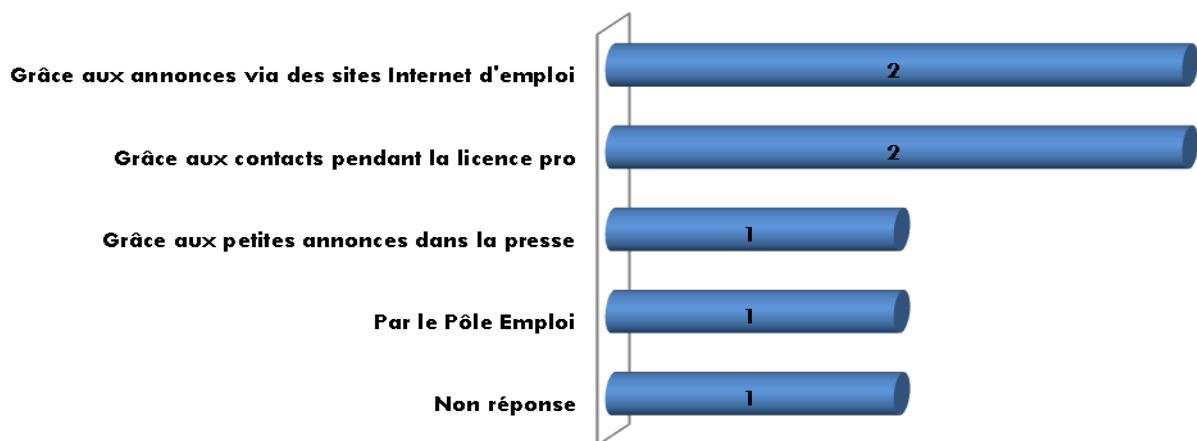 Grâce aux annonces via des sites Internet d'emploi 2
Grâce aux contacts pendant la licence pro 2
Grâce aux petites annonces dans la presse 1
Par le Pôle Emploi 1
Non réponse 1